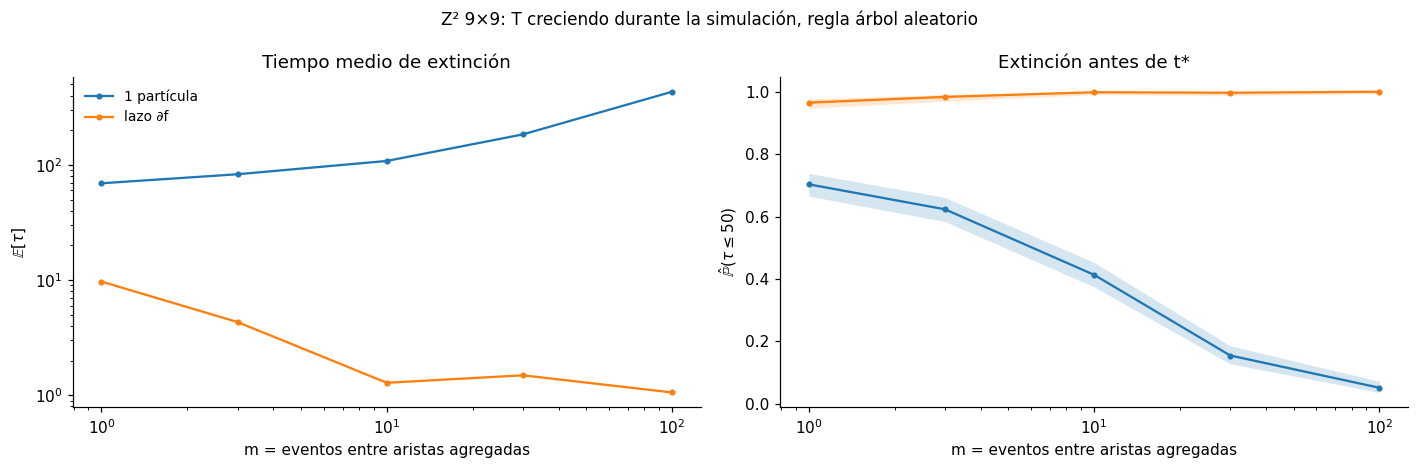 Z² 9×9: T creciendo durante la simulación, regla árbol aleatorio
Tiempo medio de extinción
1 partícula
lazo ∂f
𝔼[τ]
10²
10¹
10⁰
10⁰ 10¹ 10²
m = eventos entre aristas agregadas
Extinción antes de t*
ℙ̂(τ ≤ 50)
1.0
0.8
0.6
0.4
0.2
0.0
10⁰ 10¹ 10²
m = eventos entre aristas agregadas